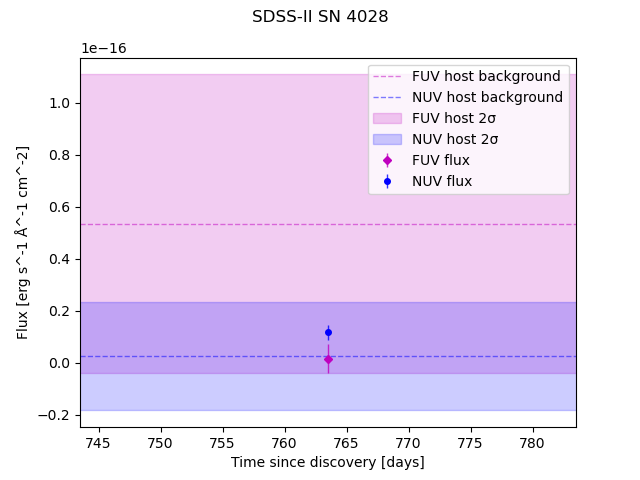 SDSS-II SN 4028
1e−16
FUV host background
NUV host background
FUV host 2σ
NUV host 2σ
FUV flux
NUV flux
1.0
0.8
0.6
0.4
0.2
0.0
−0.2
Flux [erg s^-1 Å^-1 cm^-2]
745 750 755 760 765 770 775 780
Time since discovery [days]